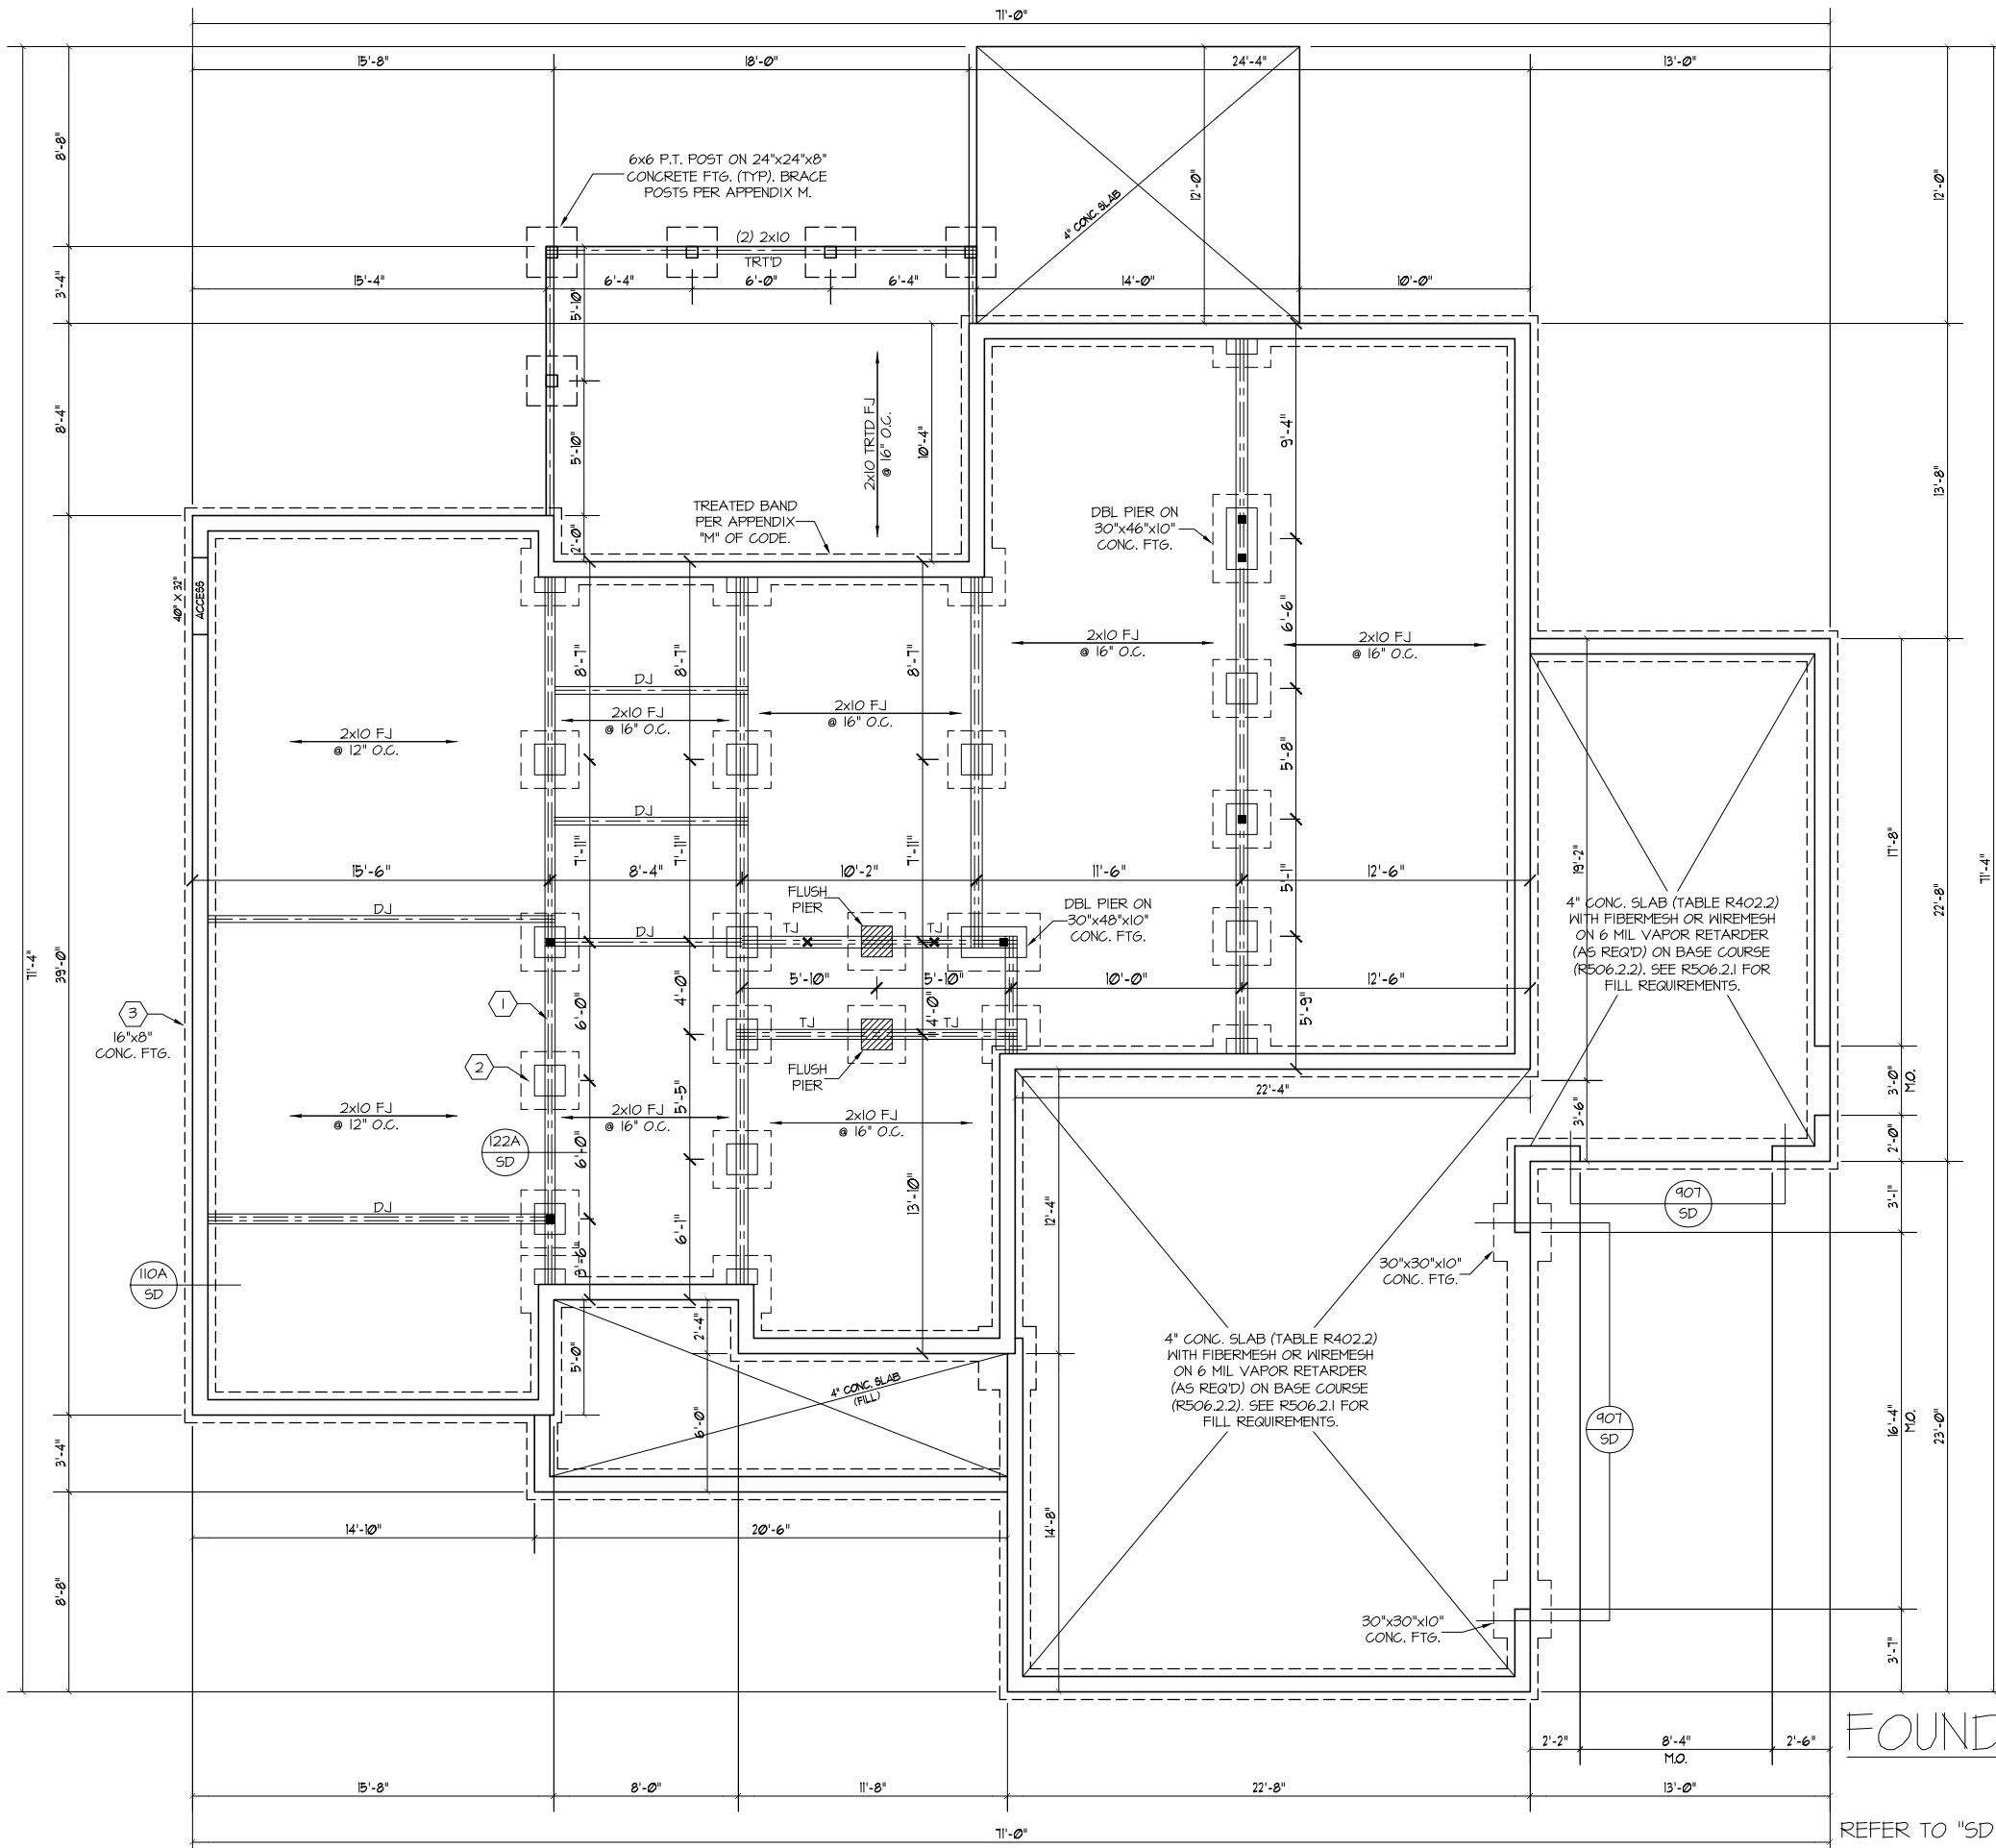 71'-0"
15'-8"
18'-0"
24'-4"
13'-0"
8'-8"
6x6 P.T. POST ON 24"x24"x8"
CONCRETE FTG. (TYP). BRACE
POSTS PER APPENDIX M.
12'-0"
4" CONC. SLAB
12'-0"
(2) 2x10
TRT'D
3'-4"
15'-4"
6'-4"
6'-0"
6'-4"
14'-0"
10'-0"
5'-10"
8'-4"
5'-10"
2x10 TRTD FJ
@ 16" O.C.
10'-4"
9'-4"
13'-8"
TREATED BAND
PER APPENDIX
"M" OF CODE.
2'-0"
DBL PIER ON
30"x46"x10"
CONC. FTG.
40" X 32"
ACCESS
6'-6"
8'-7"
8'-7"
8'-7"
2x10 FJ
@ 16" O.C.
2x10 FJ
@ 16" O.C.
DJ
2x10 FJ
@ 16" O.C.
2x10 FJ
@ 16" O.C.
2x10 FJ
@ 12" O.C.
5'-8"
DJ
7'-11"
7'-11"
7'-11"
15'-6"
8'-4"
10'-2"
11'-6"
12'-6"
5'-1"
19'-2"
17'-8"
22'-8"
71'-4"
71'-4"
39'-0"
FLUSH
PIER
DJ
DJ
TJ
TJ
DBL PIER ON
30"x48"x10"
CONC. FTG.
4" CONC. SLAB (TABLE R402.2)
WITH FIBERMESH OR WIREMESH
ON 6 MIL VAPOR RETARDER
(AS REQ'D) ON BASE COURSE
(R506.2.2). SEE R506.2.1 FOR
FILL REQUIREMENTS.
5'-10"
5'-10"
10'-0"
12'-6"
1
6'-0"
4'-0"
4'-0"
5'-9"
3
16"x8"
CONC. FTG.
TJ
TJ
2
FLUSH
PIER
22'-4"
3'-0"
M.O.
3'-6"
2'-0"
2x10 FJ
@ 12" O.C.
2x10 FJ
@ 16" O.C.
5'-5"
2x10 FJ
@ 16" O.C.
122A
SD
6'-0"
DJ
6'-1"
13'-10"
12'-4"
907
SD
3'-1"
3'-6"
110A
SD
30"x30"x10"
CONC. FTG.
2'-4"
5'-0"
4" CONC. SLAB
(FILL)
4" CONC. SLAB (TABLE R402.2)
WITH FIBERMESH OR WIREMESH
ON 6 MIL VAPOR RETARDER
(AS REQ'D) ON BASE COURSE
(R506.2.2). SEE R506.2.1 FOR
FILL REQUIREMENTS.
6'-0"
907
SD
16'-4"
M.O.
23'-0"
3'-4"
14'-10"
20'-6"
14'-8"
8'-8"
30"x30"x10"
CONC. FTG.
3'-7"
FOUND
2'-2"
8'-4"
M.O.
2'-6"
15'-8"
8'-0"
11'-8"
22'-8"
13'-0"
71'-0"
REFER TO "SD